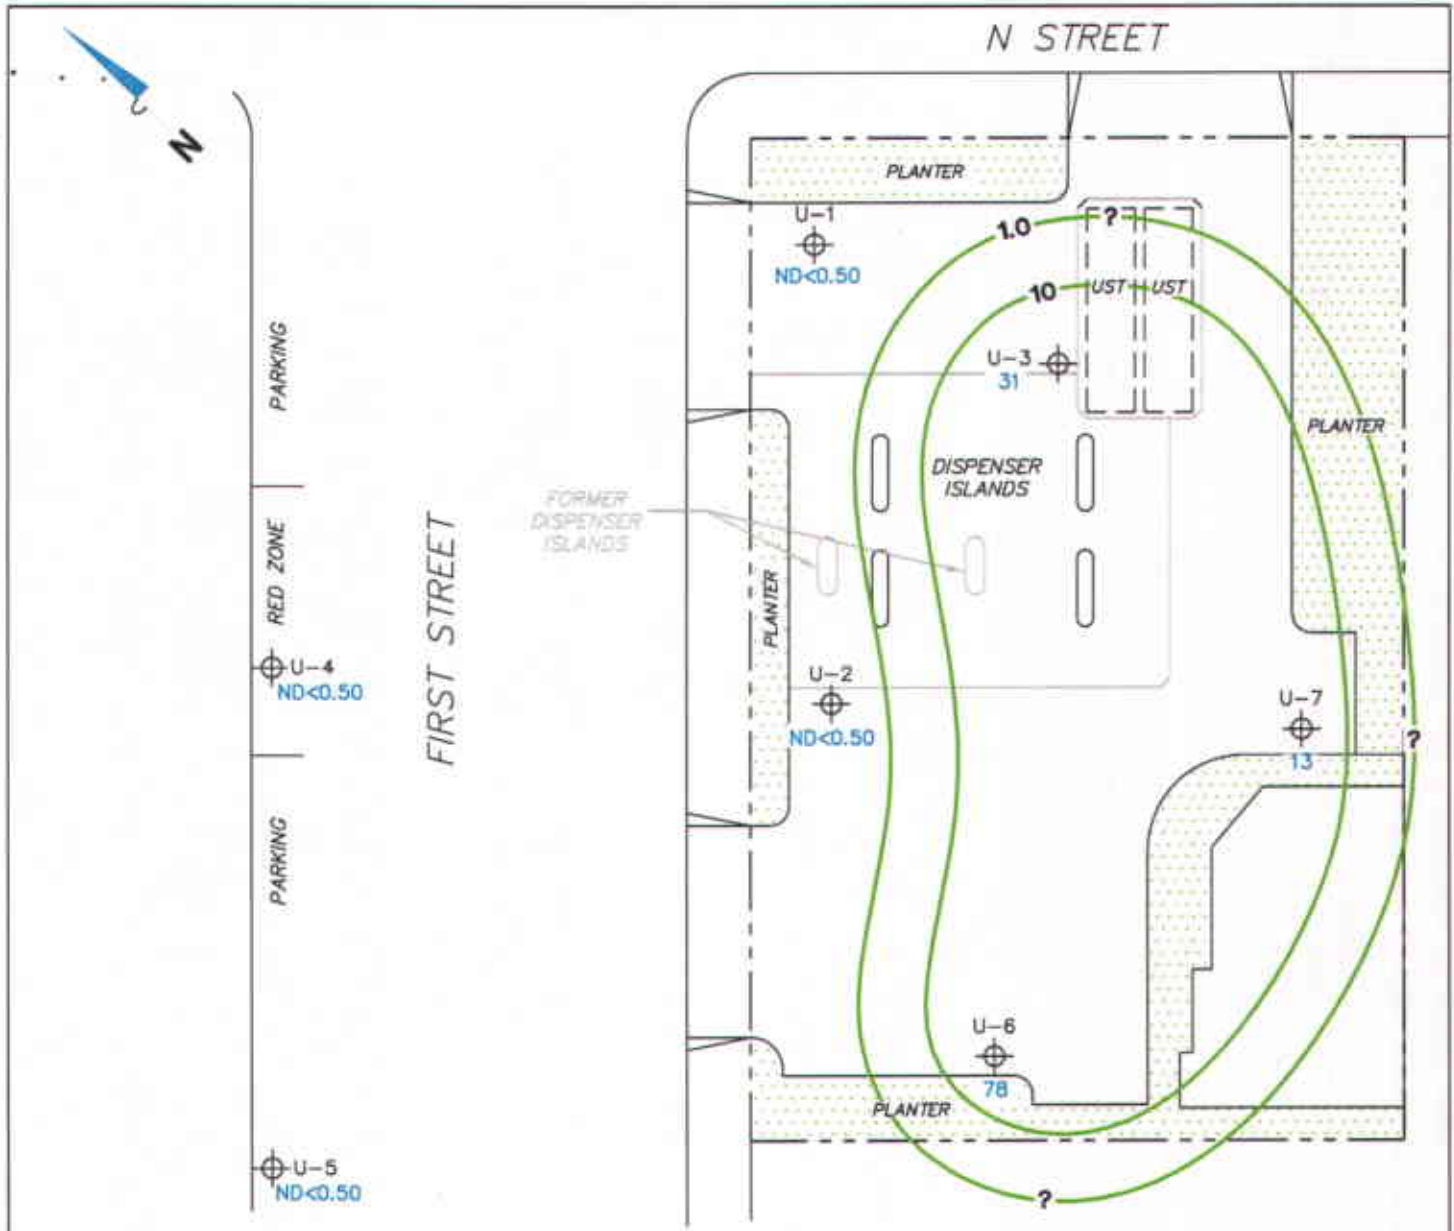 N STREET
N
PLANTER
U-1
ND<0.50
1.0
?
10
UST
UST
U-3
31
PARKING
PLANTER
DISPENSER
ISLANDS
FORMER
DISPENSER
ISLANDS
RED ZONE
FIRST STREET
PLANTER
U-4
ND<0.50
U-2
ND<0.50
U-7
13
?
PARKING
U-6
78
PLANTER
U-5
ND<0.50
?